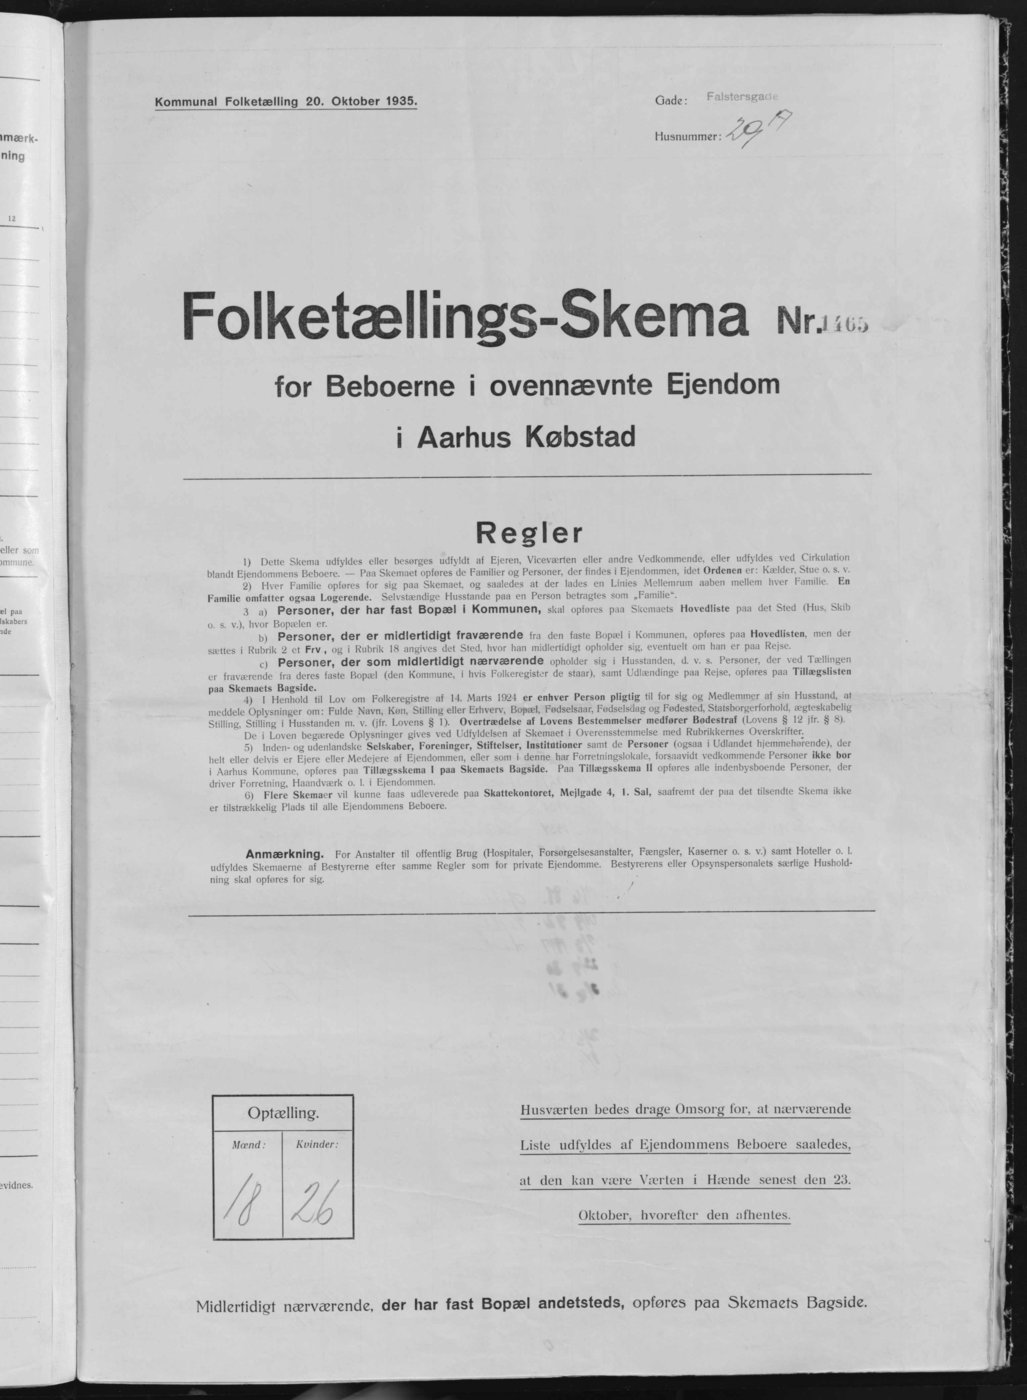 mærk-
ning
12
eller som
ommune.
el paa
lskabers
nde
evidnes.
Kommunal Folketælling 20. Oktober 1935.
Gade: Falstersgade
Husnummer: 29 A
Folketællings-Skema Nr. 1465
for Beboerne i ovennævnte Ejendom
i Aarhus Købstad
Regler
1) Dette Skema udfyldes eller besørges udfyldt af Ejeren, Viceværten eller andre Vedkommende, eller udfyldes ved Cirkulation
blandt Ejendommens Beboere. — Paa Skemaet opføres de Familier og Personer, der findes i Ejendommen, idet Ordenen er: Kælder, Stue o. s. v.
2) Hver Familie opføres for sig paa Skemaet, og saaledes at der lades en Linies Mellemrum aaben mellem hver Familie. En
Familie omfatter ogsaa Logerende. Selvstændige Husstande paa en Person betragtes som „Familie“.
3 a) Personer, der har fast Bopæl i Kommunen, skal opføres paa Skemaets Hovedliste paa det Sted (Hus, Skib
o. s. v.), hvor Bopælen er.
b) Personer, der er midlertidigt fraværende fra den faste Bopæl i Kommunen, opføres paa Hovedlisten, men der
sættes i Rubrik 2 et Frv., og i Rubrik 18 angives det Sted, hvor han midlertidigt opholder sig, eventuelt om han er paa Rejse.
c) Personer, der som midlertidigt nærværende opholder sig i Husstanden, d. v. s. Personer, der ved Tællingen
er fraværende fra deres faste Bopæl (den Kommune, i hvis Folkeregister de staar), samt Udlændinge paa Rejse, opføres paa Tillægslisten
paa Skemaets Bagside.
4) I Henhold til Lov om Folkeregistre af 14. Marts 1924 er enhver Person pligtig til for sig og Medlemmer af sin Husstand, at
meddele Oplysninger om: Fulde Navn, Køn, Stilling eller Erhverv, Bopæl, Fødselsaar, Fødselsdag og Fødested, Statsborgerforhold, ægteskabelig
Stilling, Stilling i Husstanden m. v. (jfr. Lovens § 1). Overtrædelse af Lovens Bestemmelser medfører Bødestraf (Lovens § 12 jfr. § 8).
De i Loven begærede Oplysninger gives ved Udfyldelsen af Skemaet i Overensstemmelse med Rubrikkernes Overskrifter.
5) Inden- og udenlandske Selskaber, Foreninger, Stiftelser, Institutioner samt de Personer (ogsaa i Udlandet hjemmehørende), der
helt eller delvis er Ejere eller Medejere af Ejendommen, eller som i denne har Forretningslokale, forsaavidt vedkommende Personer ikke bor
i Aarhus Kommune, opføres paa Tillægsskema I paa Skemaets Bagside. Paa Tillægsskema II opføres alle indenbysboende Personer, der
driver Forretning, Haandværk o. l. i Ejendommen.
6) Flere Skemaer vil kunne faas udleverede paa Skattekontoret, Mejlgade 4, 1. Sal, saafremt der paa det tilsendte Skema ikke
er tilstrækkelig Plads til alle Ejendommens Beboere.
Anmærkning. For Anstalter til offentlig Brug (Hospitaler, Forsørgelsesanstalter, Fængsler, Kaserner o. s. v.) samt Hoteller o. l.
udfyldes Skemaerne af Bestyrerne efter samme Regler som for private Ejendomme. Bestyrerens eller Opsynspersonalets særlige Hushold-
ning skal opføres for sig.
Optælling.
Mænd: Kvinder:
18 26
Husværten bedes drage Omsorg for, at nærværende
Liste udfyldes af Ejendommens Beboere saaledes,
at den kan være Værten i Hænde senest den 23.
Oktober, hvorefter den afhentes.
Midlertidigt nærværende, der har fast Bopæl andetsteds, opføres paa Skemaets Bagside.